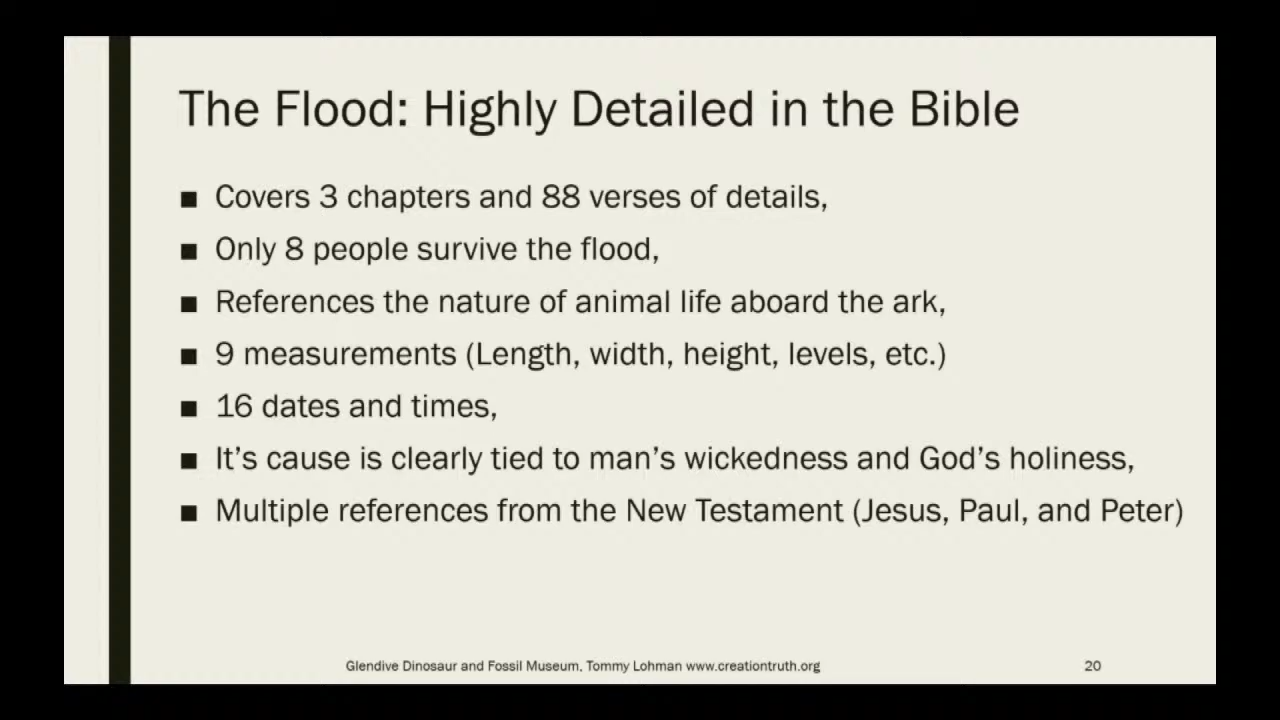 The Flood: Highly Detailed in the Bible
■ Covers 3 chapters and 88 verses of details,
■ Only 8 people survive the flood,
■ References the nature of animal life aboard the ark,
■ 9 measurements (Length, width, height, levels, etc.)
■ 16 dates and times,
■ It’s cause is clearly tied to man’s wickedness and God’s holiness,
■ Multiple references from the New Testament (Jesus, Paul, and Peter)
Glendive Dinosaur and Fossil Museum, Tommy Lohman www.creationtruth.org 20